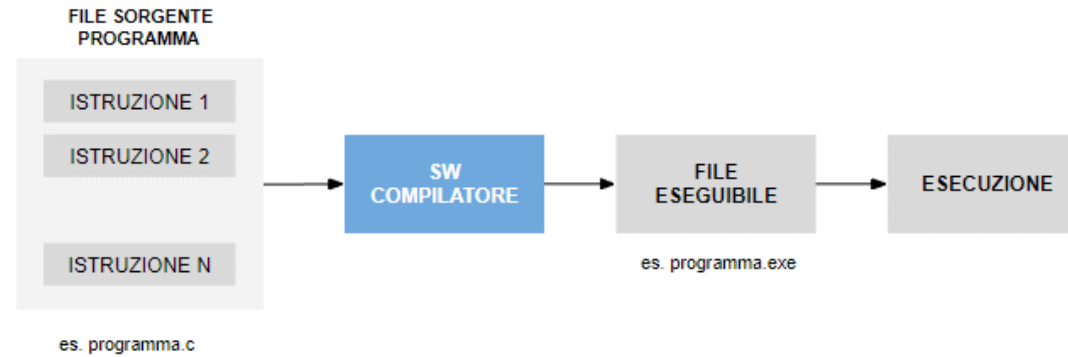 FILE SORGENTE
PROGRAMMA
ISTRUZIONE 1
ISTRUZIONE 2
ISTRUZIONE N
es. programma.c
SW
COMPILATORE
FILE
ESEGUIBILE
es. programma.exe
ESECUZIONE